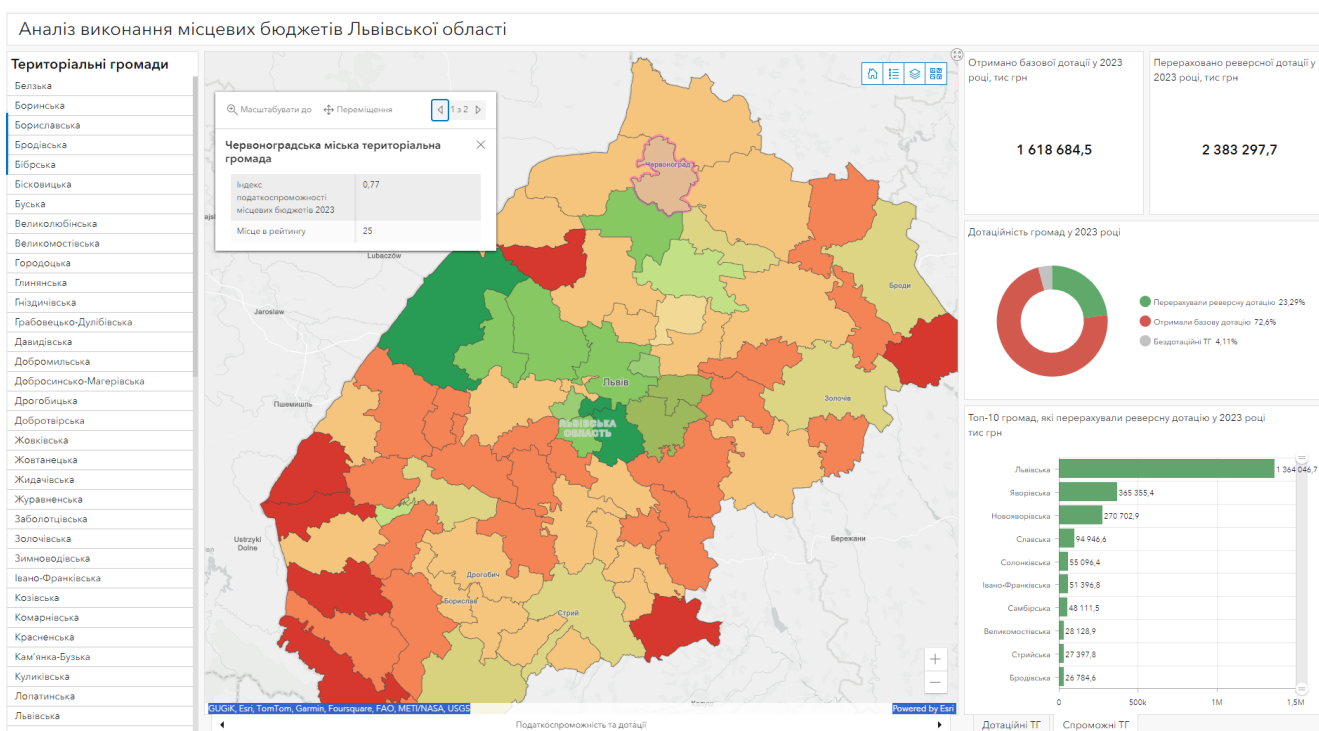 Аналіз виконання місцевих бюджетів Львівської області
Територіальні громади
Белзька
Боринська
Бориславська
Бродівська
Бібрська
Бісковицька
Буська
Великолюбінська
Великомостівська
Городоцька
Глинянська
Гніздичівська
Грабовецько-Дулібівська
Давидівська
Добромильська
Добросинсько-Магерівська
Дрогобицька
Добротвірська
Жовківська
Жовтанецька
Жидачівська
Журавненська
Заболотцівська
Золочівська
Зимноводівська
Івано-Франківська
Козівська
Комарнівська
Красненська
Кам'янка-Бузька
Куликівська
Лопатинська
Львівська
Масштабувати до
Переміщення
1 з 2
Червоноградська міська територіальна
громада
Індекс
податкоспроможності
місцевих бюджетів 2023
0,77
Місце в рейтингу
25
Червоноград
Lubaczów
Jarosław
Пшемишль
Ustrzyki
Dolne
Броди
Львів
ЛЬВІВСЬКА
ОБЛАСТЬ
Золочів
Бережани
Дрогобич
Борислав
Стрий
GUGiK, Esri, TomTom, Garmin, Foursquare, FAO, METI/NASA, USGS
Powered by Esri
Податкоспроможність та дотації
Отримано базової дотації у 2023
році, тис грн
1 618 684,5
Перераховано реверсної дотації у
2023 році, тис грн
2 383 297,7
Дотаційність громад у 2023 році
Перерахували реверсну дотацію 23,29%
Отримали базову дотацію 72,6%
Бездотаційні ТГ 4,11%
Топ-10 громад, які перерахували реверсну дотацію у 2023 році
тис грн
Львівська 1 364 046,7
Яворівська 365 355,4
Новояворівська 270 702,9
Славська 94 946,6
Солонківська 55 096,4
Івано-Франківська 51 396,8
Самбірська 48 111,5
Великомостівська 28 128,9
Стрийська 27 397,8
Бродівська 26 784,6
0 500k 1M 1,5M
Дотаційні ТГ
Спроможні ТГ